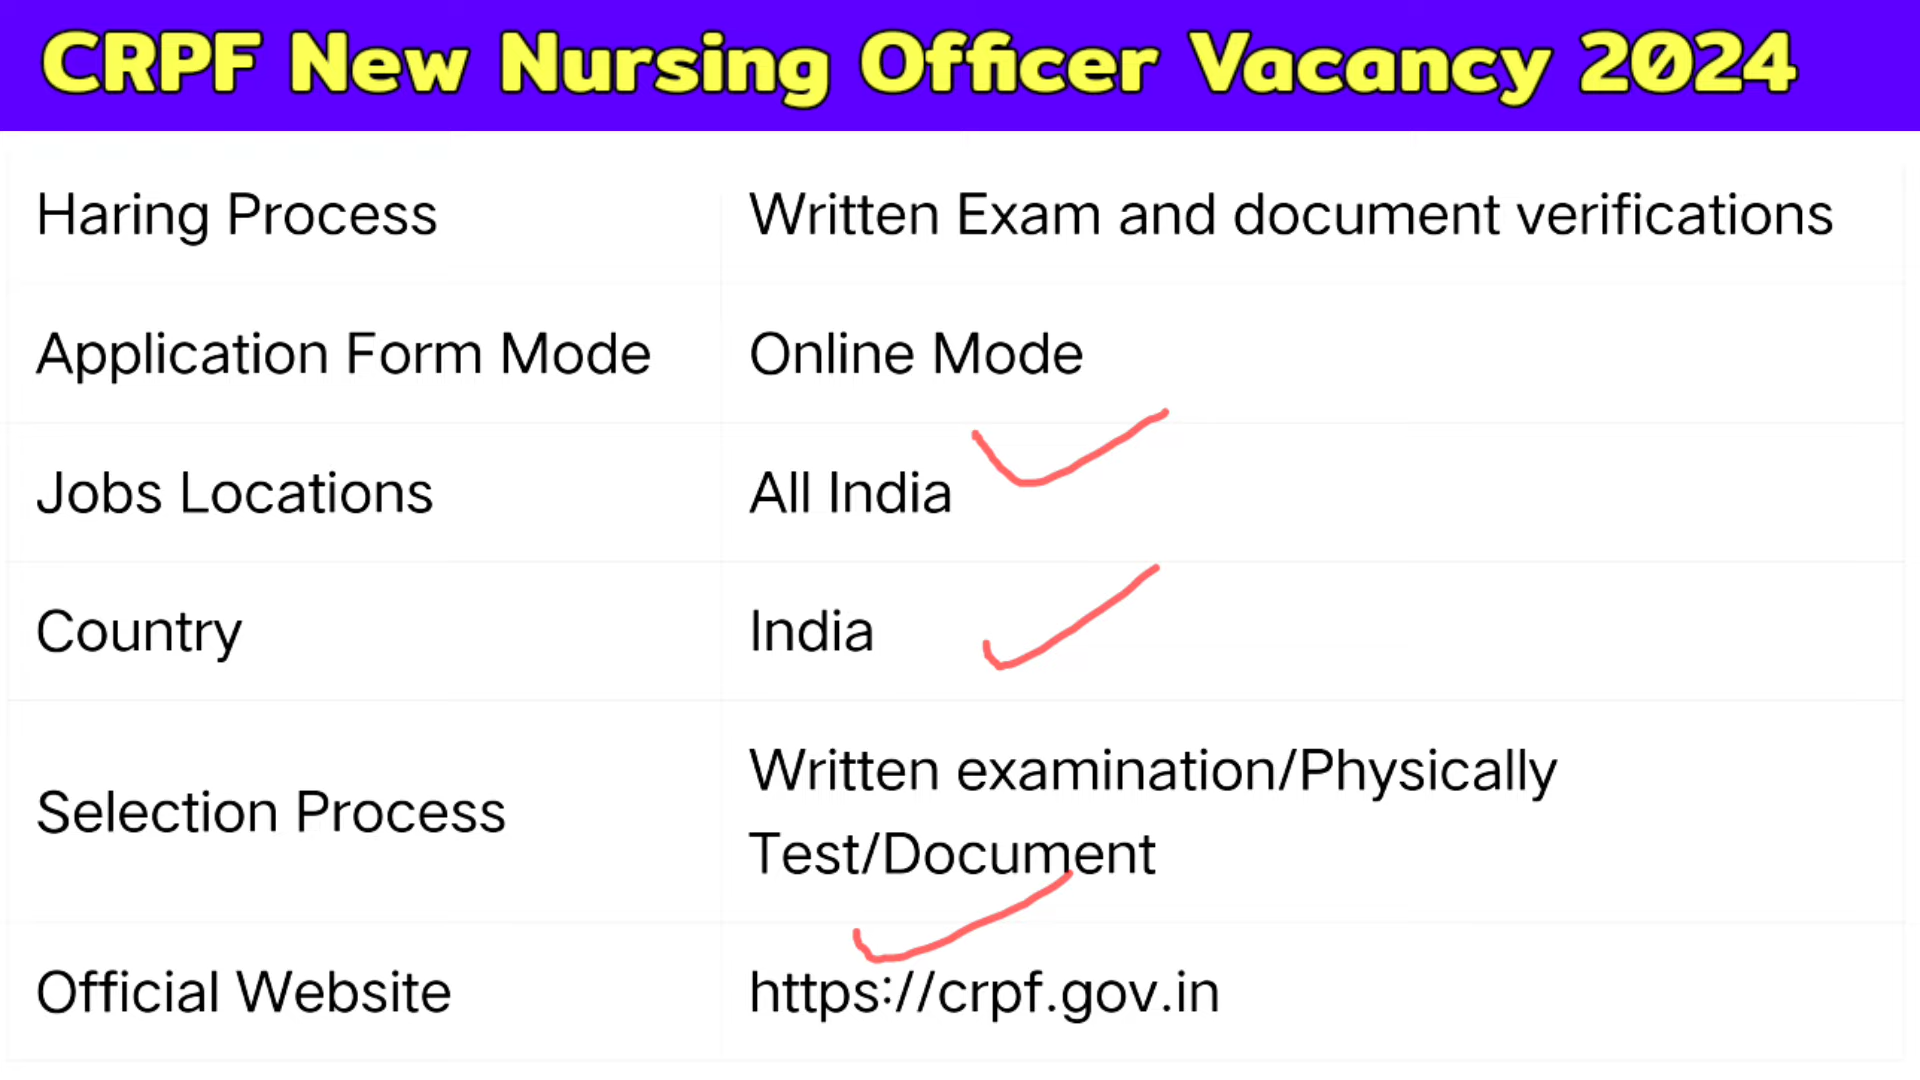 CRPF New Nursing Officer Vacancy 2024
Haring Process Written Exam and document verifications
Application Form Mode Online Mode
Jobs Locations All India
Country India
Selection Process Written examination/Physically
Test/Document
Official Website https://crpf.gov.in